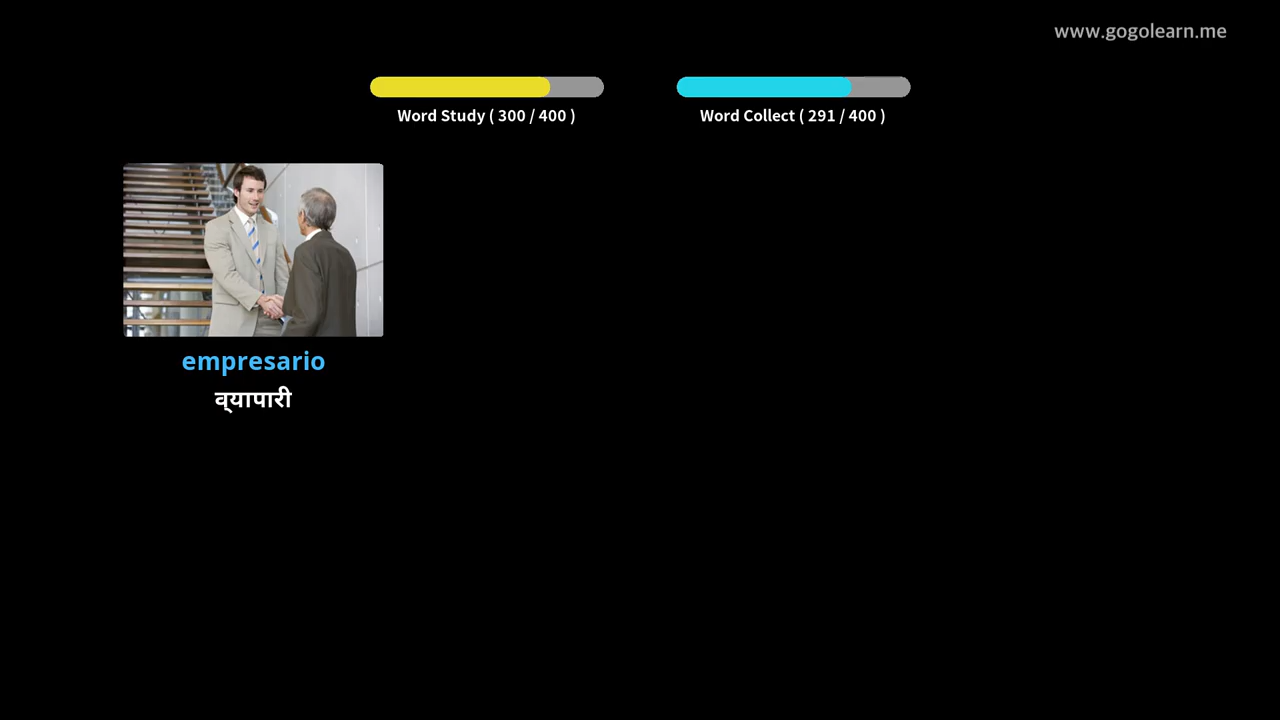 www.gogolearn.me
Word Study ( 300 / 400 )
Word Collect ( 291 / 400 )
empresario
व्यापारी